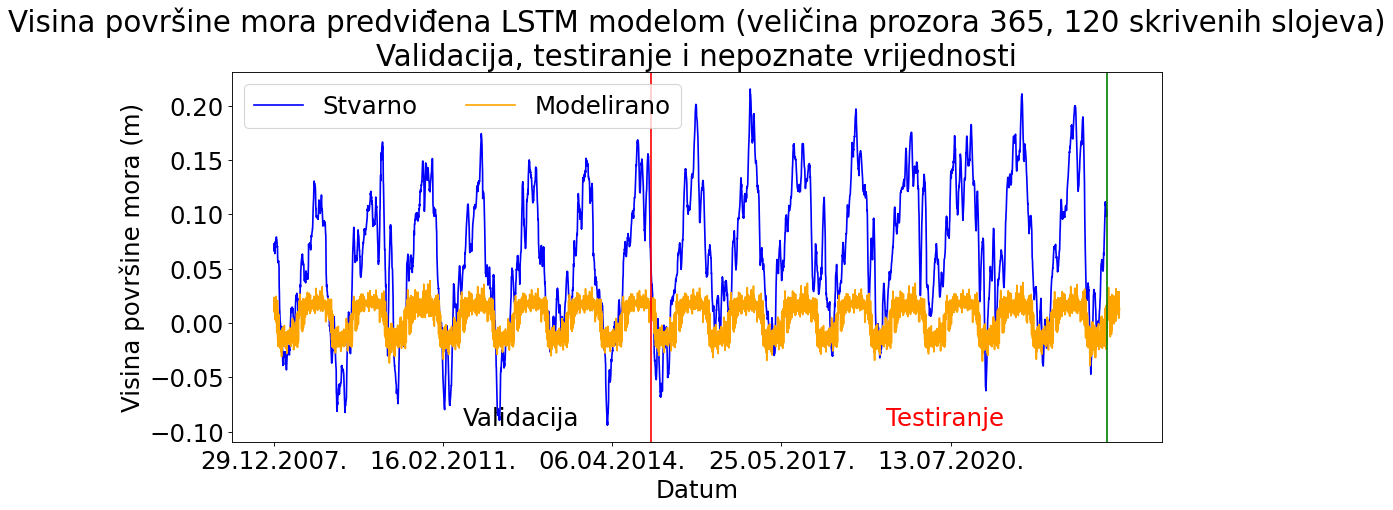 Visina površine mora predviđena LSTM modelom (veličina prozora 365, 120 skrivenih slojeva)
Validacija, testiranje i nepoznate vrijednosti
Stvarno Modelirano
Visina površine mora (m)
0.20
0.15
0.10
0.05
0.00
−0.05
−0.10
Validacija Testiranje
29.12.2007. 16.02.2011. 06.04.2014. 25.05.2017. 13.07.2020.
Datum